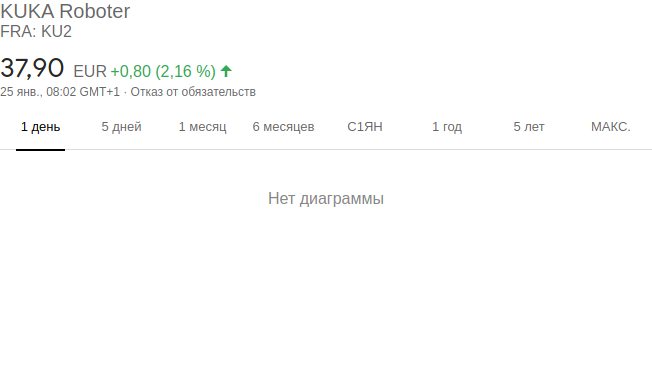 KUKA Roboter
FRA: KU2
37,90 EUR +0,80 (2,16 %)
25 янв., 08:02 GMT+1 · Отказ от обязательств
1 день 5 дней 1 месяц 6 месяцев С1ЯН 1 год 5 лет МАКС.
Нет диаграммы